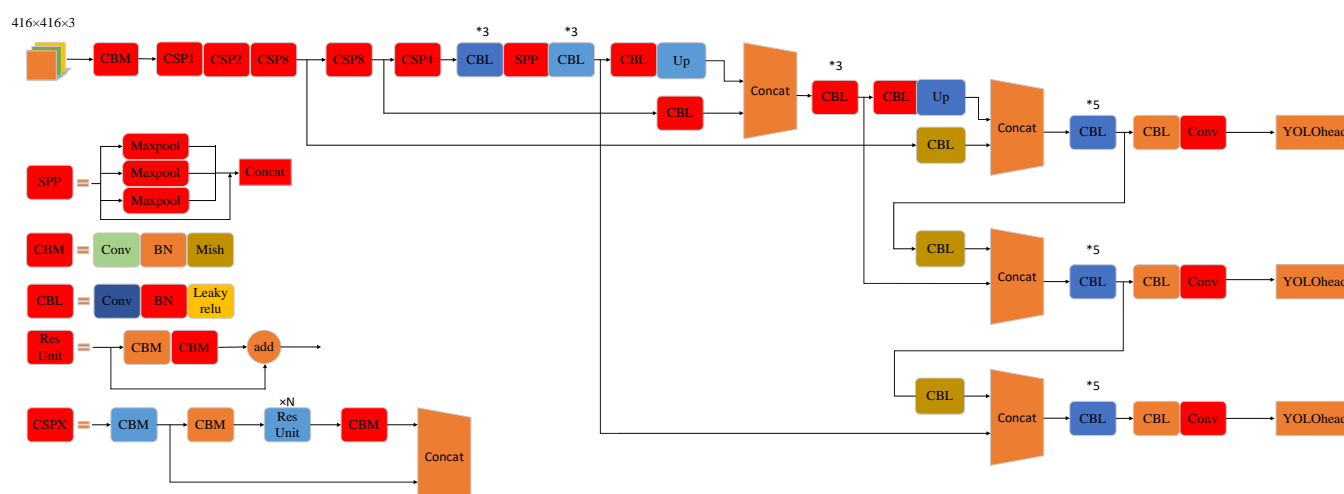 416×416×3
CBM CSP1 CSP2 CSP8 CSP8 CSP4 *3 CBL SPP *3 CBL CBL Up
CBL
Concat
*3
CBL CBL Up
CBL
Concat
*5
CBL CBL Conv YOLOhead
SPP = Maxpool
Maxpool
Maxpool
Concat
CBM = Conv BN Mish
CBL
Concat
*5
CBL CBL Conv YOLOhead
CBL = Conv BN Leaky
relu
Res
Unit
= CBM CBM add
CBL
Concat
*5
CBL CBL Conv YOLOhead
×N
CSPX = CBM CBM Res
Unit
CBM
Concat